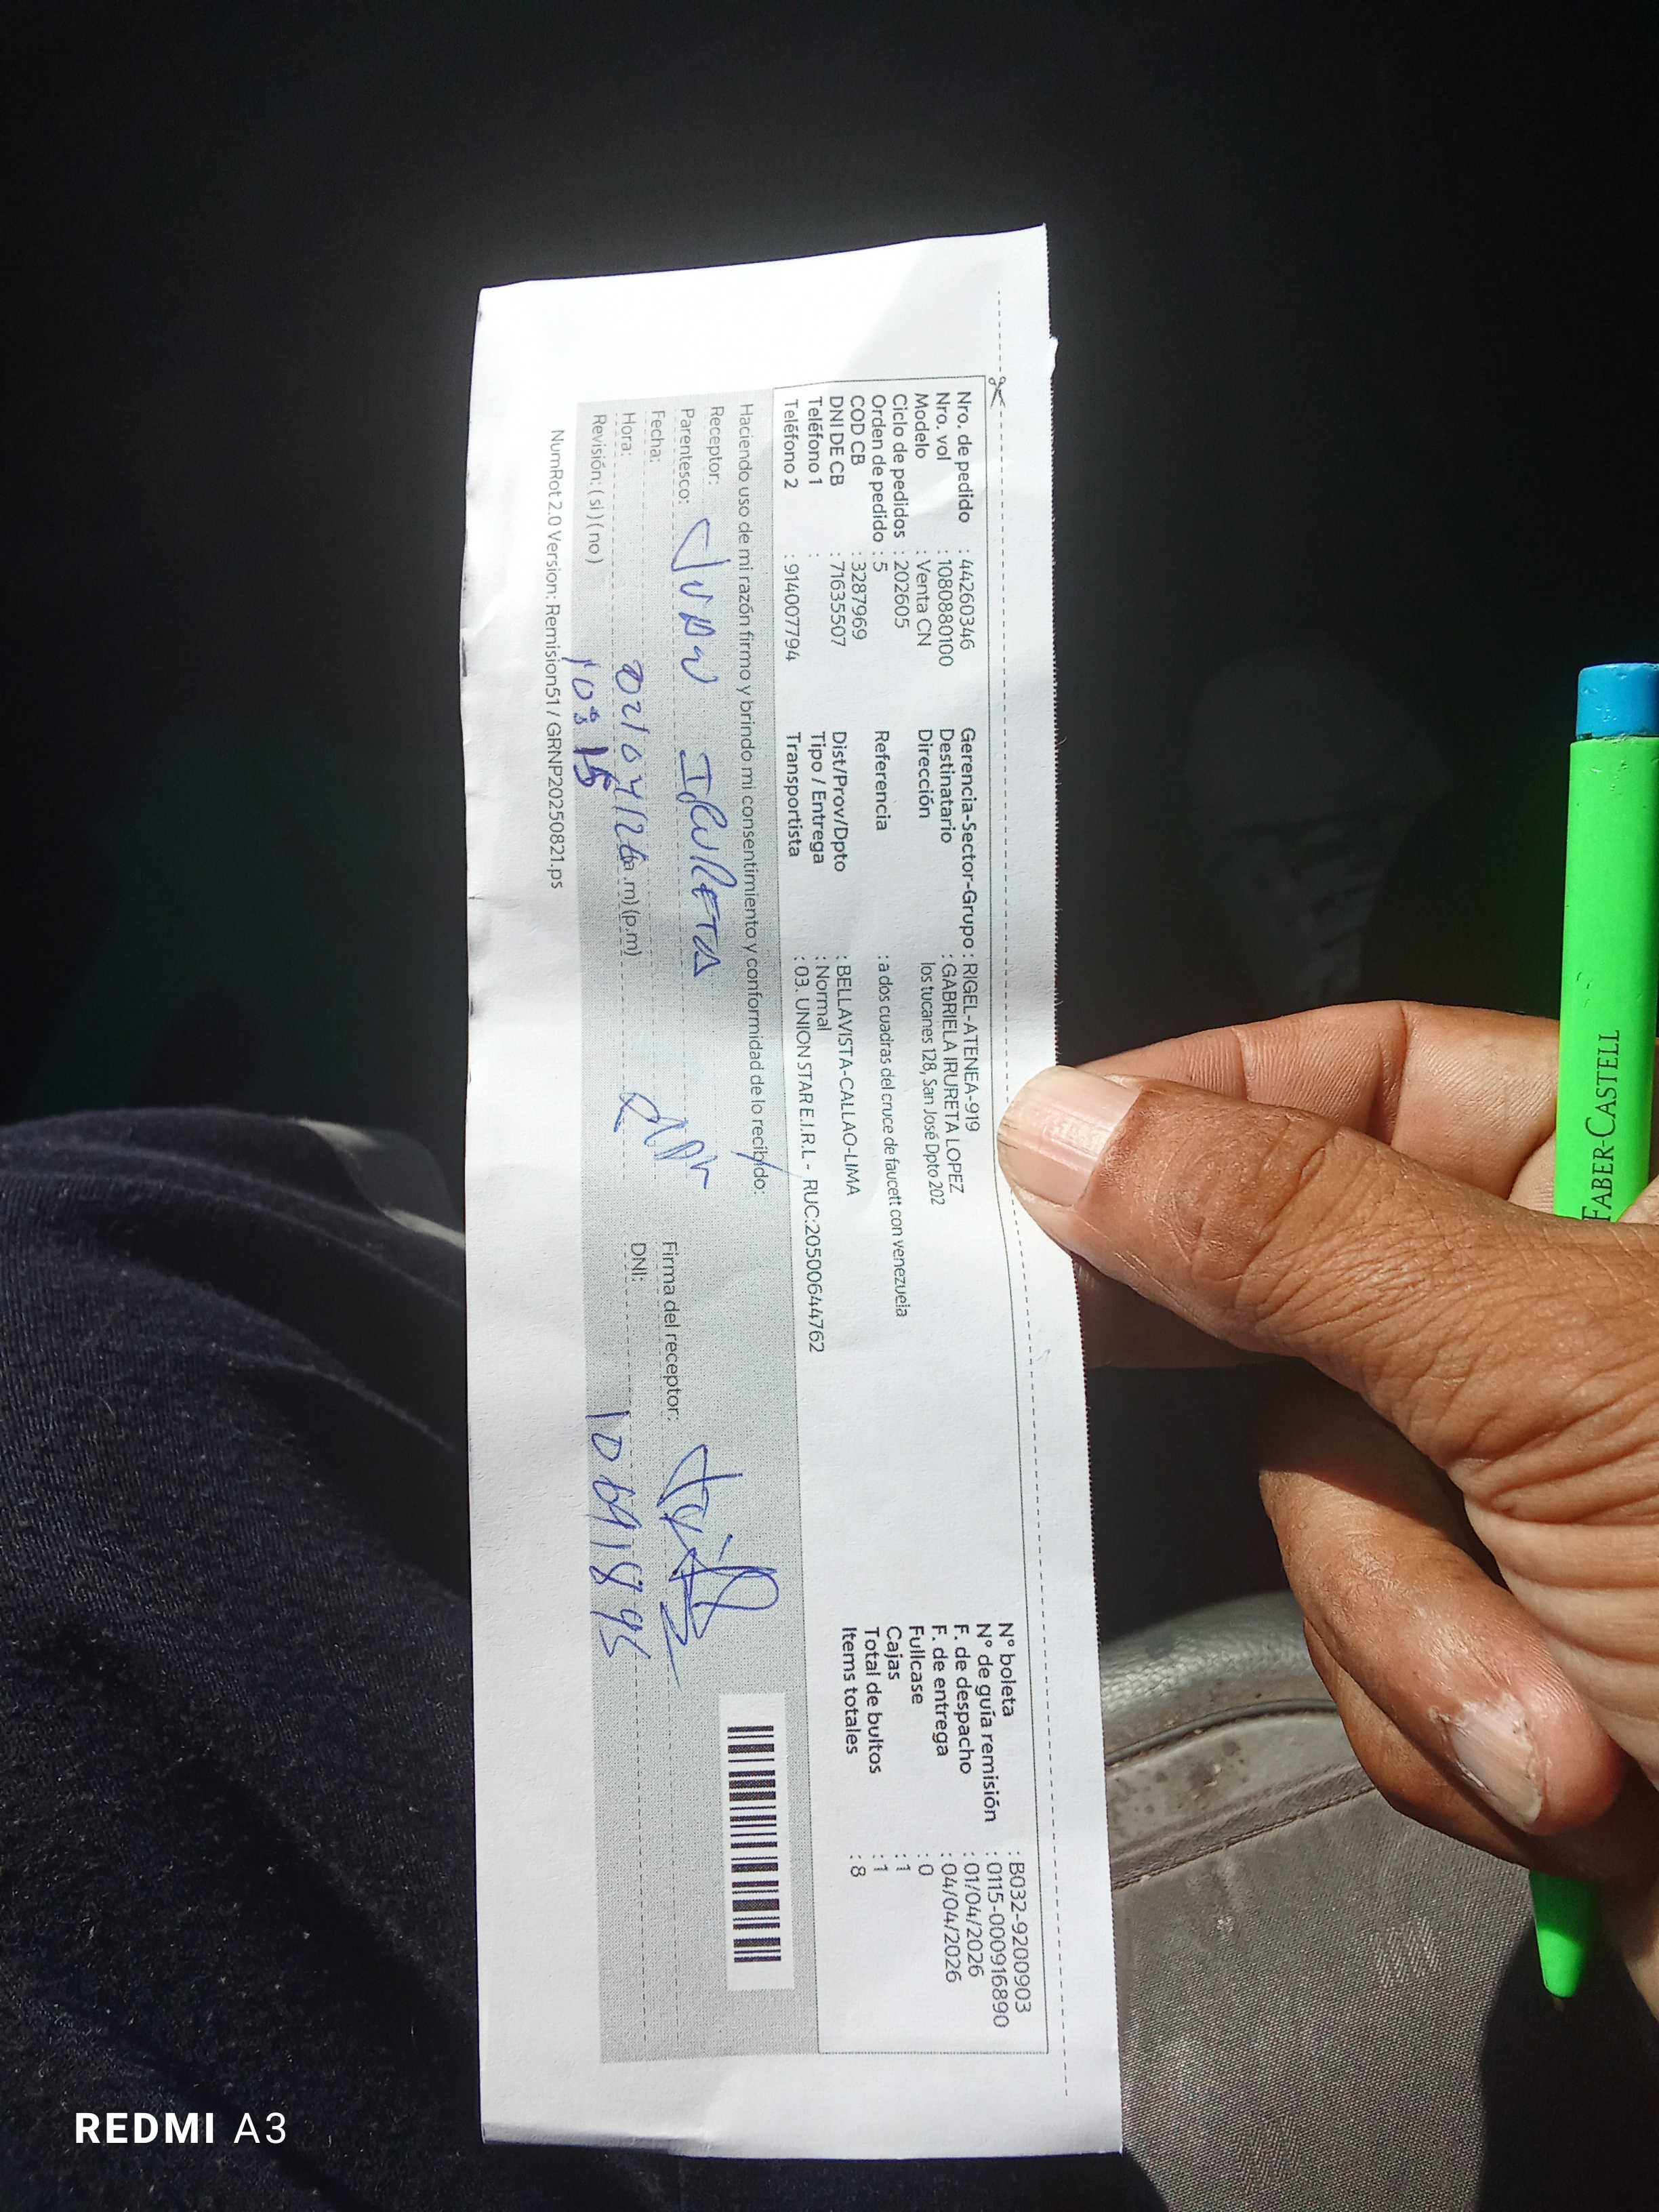 Nro. de pedido : 44260346
Nro. vol : 1080880100
Modelo : Venta CN
Ciclo de pedidos : 202605
Orden de pedido : 5
COD CB : 3287969
DNI DE CB : 71635507
Teléfono 1 :
Teléfono 2 : 914007794
Gerencia-Sector-Grupo : RIGEL-ATENEA-919
Destinatario : GABRIELA IRURETA LOPEZ
Dirección los tucanes 128, San José Dpto 202
Referencia : a dos cuadras del cruce de faucett con venezuela
Dist/Prov/Dpto : BELLAVISTA-CALLAO-LIMA
Tipo / Entrega : Normal
Transportista : 03. UNION STAR E.I.R.L - RUC:20500644762
N° boleta : B032-9200903
N° de guía remisión : 0115-000916890
F. de despacho : 01/04/2026
F. de entrega : 04/04/2026
Fullcase : 0
Cajas : 1
Total de bultos : 1
Items totales : 8
Haciendo uso de mi razón firmo y brindo mi consentimiento y conformidad de lo recibido:
Receptor: JUAN IRURETA
Parentesco:
Fecha: 02/04/26
Hora: 10:15 (a.m)(p.m)
Revisión: (si) (no)
Firma del receptor:
DNI:
NumRot 2.0 Version: Remision51 / GRNP20250821.ps
FABER-CASTELL
REDMI A3